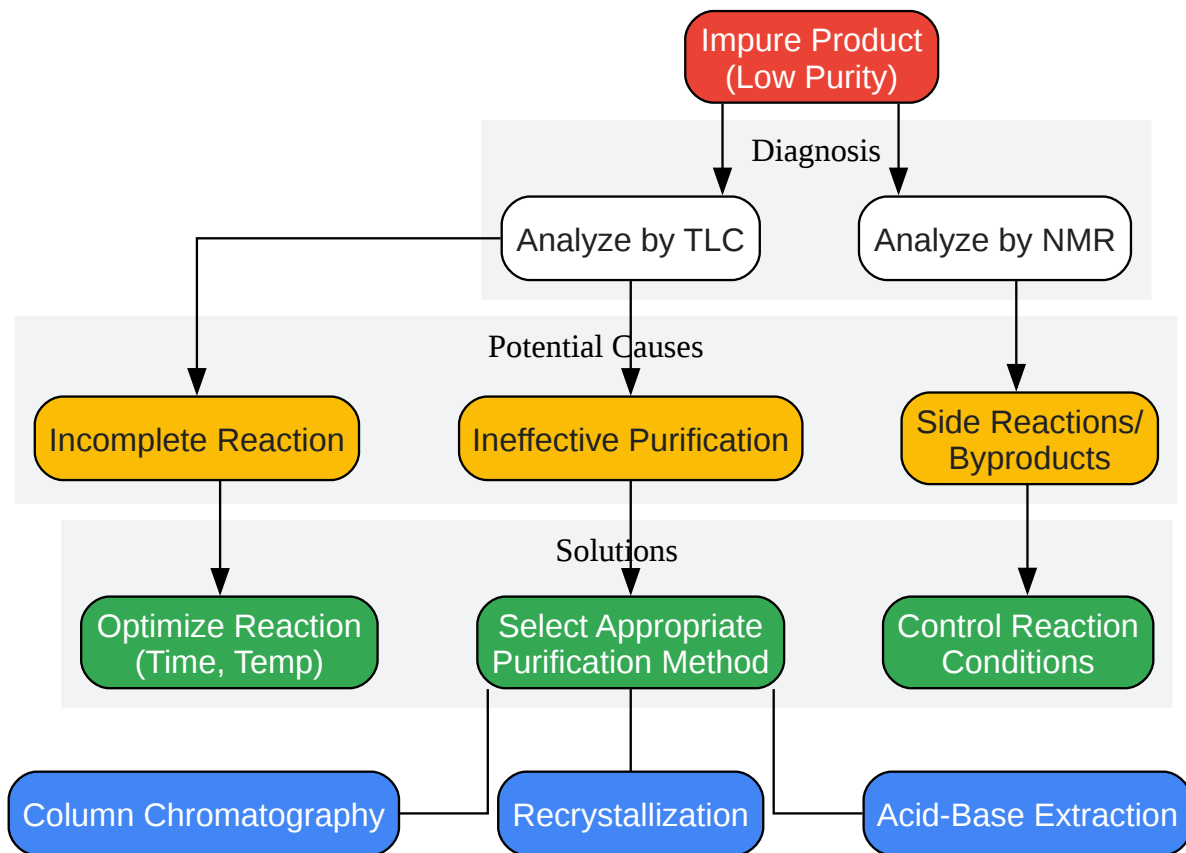 Impure Product
(Low Purity)
Diagnosis
Analyze by TLC
Analyze by NMR
Potential Causes
Incomplete Reaction
Ineffective Purification
Side Reactions/
Byproducts
Solutions
Optimize Reaction
(Time, Temp)
Select Appropriate
Purification Method
Control Reaction
Conditions
Column Chromatography
Recrystallization
Acid-Base Extraction